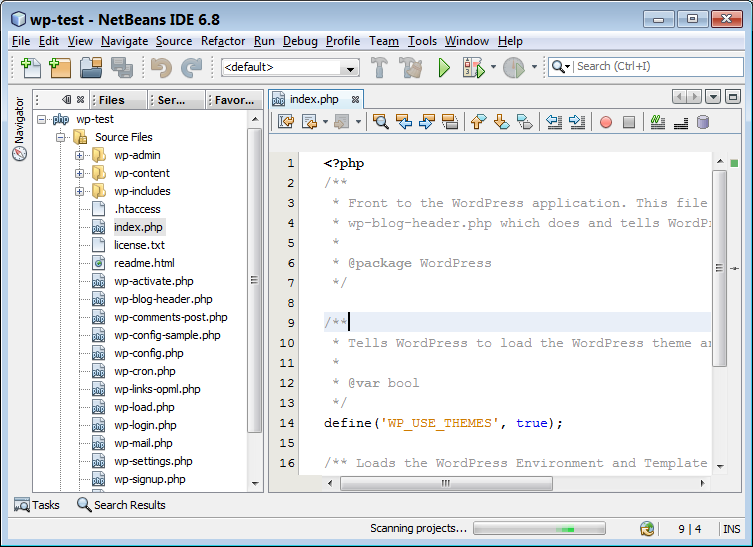 wp-test - NetBeans IDE 6.8
File Edit View Navigate Source Refactor Run Debug Profile Team Tools Window Help
<default> Search (Ctrl+I)
Navigator
Files Ser... Favor...
wp-test
Source Files
wp-admin
wp-content
wp-includes
.htaccess
index.php
license.txt
readme.html
wp-activate.php
wp-blog-header.php
wp-comments-post.php
wp-config-sample.php
wp-config.php
wp-cron.php
wp-links-opml.php
wp-load.php
wp-login.php
wp-mail.php
wp-settings.php
wp-signup.php
index.php
1 <?php
2 /**
3 * Front to the WordPress application. This file
4 * wp-blog-header.php which does and tells WordPr
5 *
6 * @package WordPress
7 */
8
9 /**
10 * Tells WordPress to load the WordPress theme an
11 *
12 * @var bool
13 */
14 define('WP_USE_THEMES', true);
15
16 /** Loads the WordPress Environment and Template
Tasks Search Results
Scanning projects... 9 | 4 INS